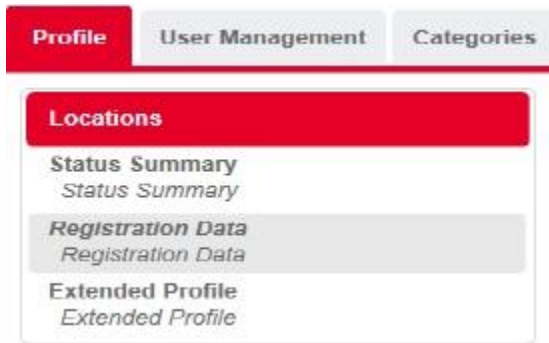 Profile User Management Categories
Locations
Status Summary
Status Summary
Registration Data
Registration Data
Extended Profile
Extended Profile